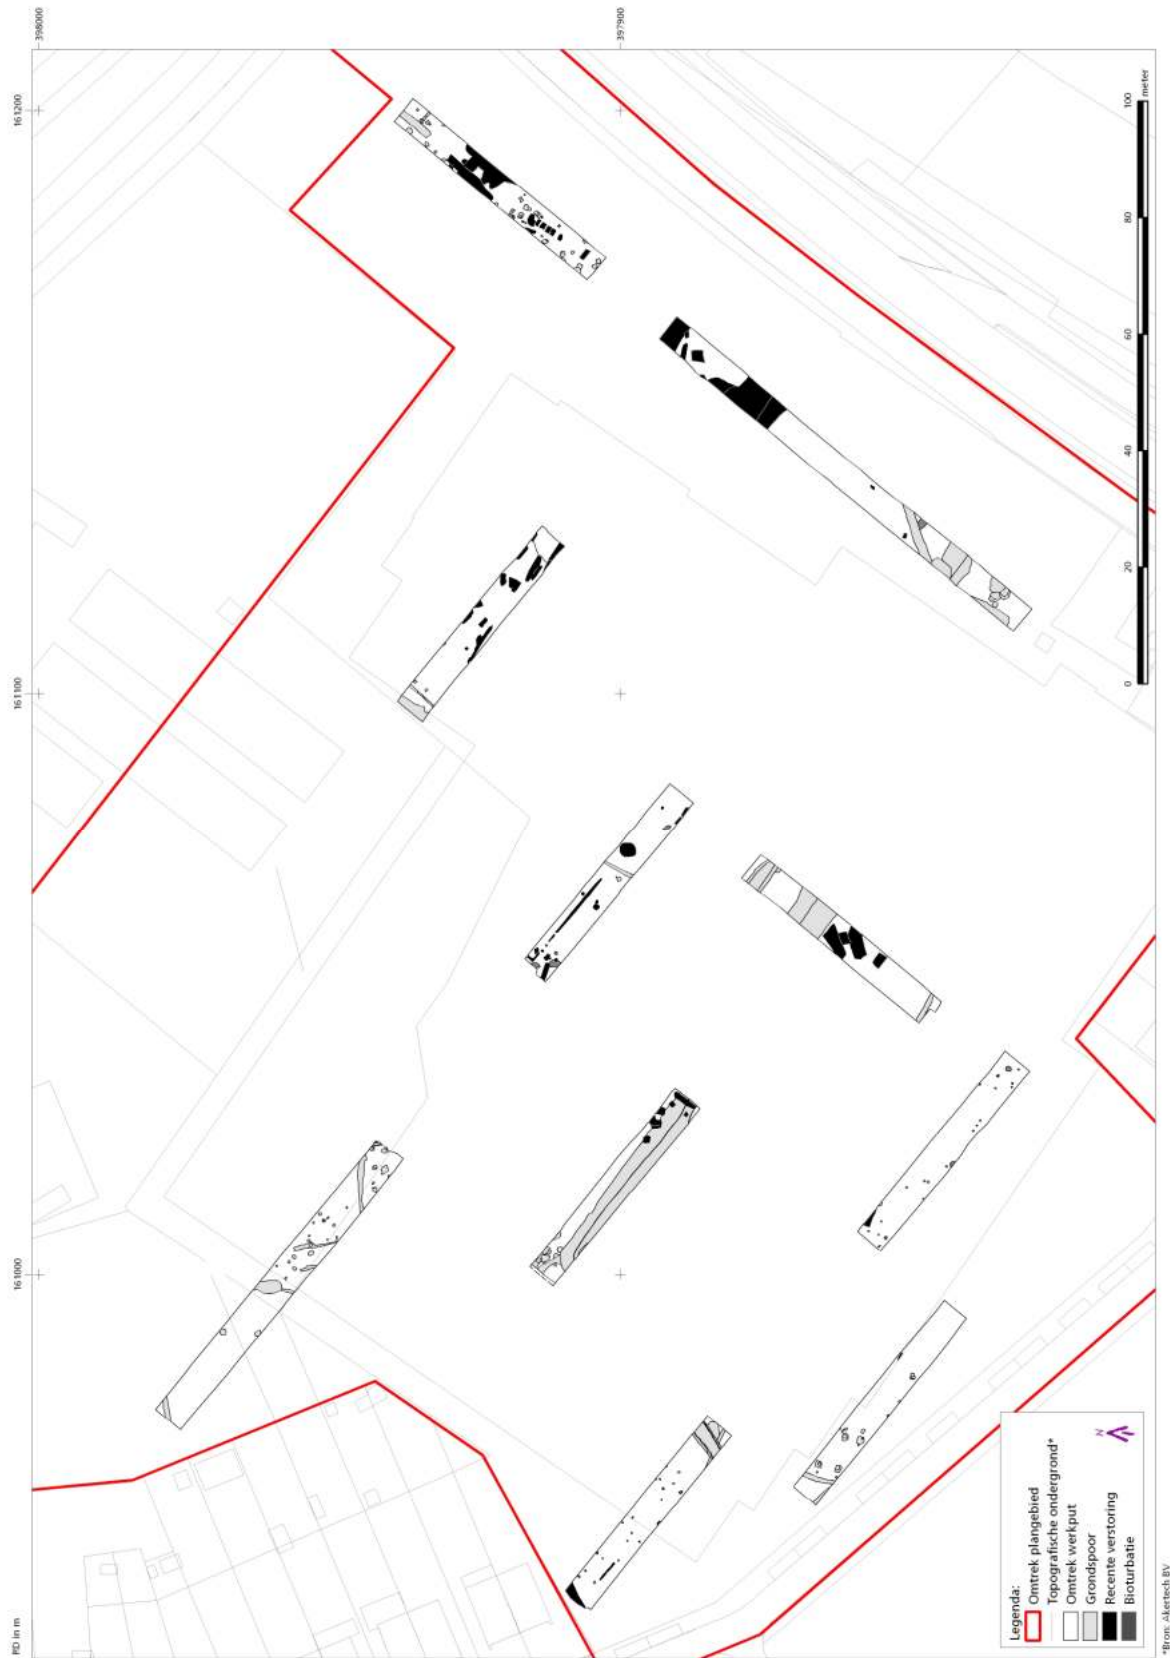 RD in m
161000
161100
161200
398000
397900
Legenda:
Omtrek plangebied
Topografische ondergrond*
Omtrek werkput
Grondspoor
Recente verstoring
Bioturbatie
N
0 20 40 60 80 100
meter
*Bron: Akertech BV